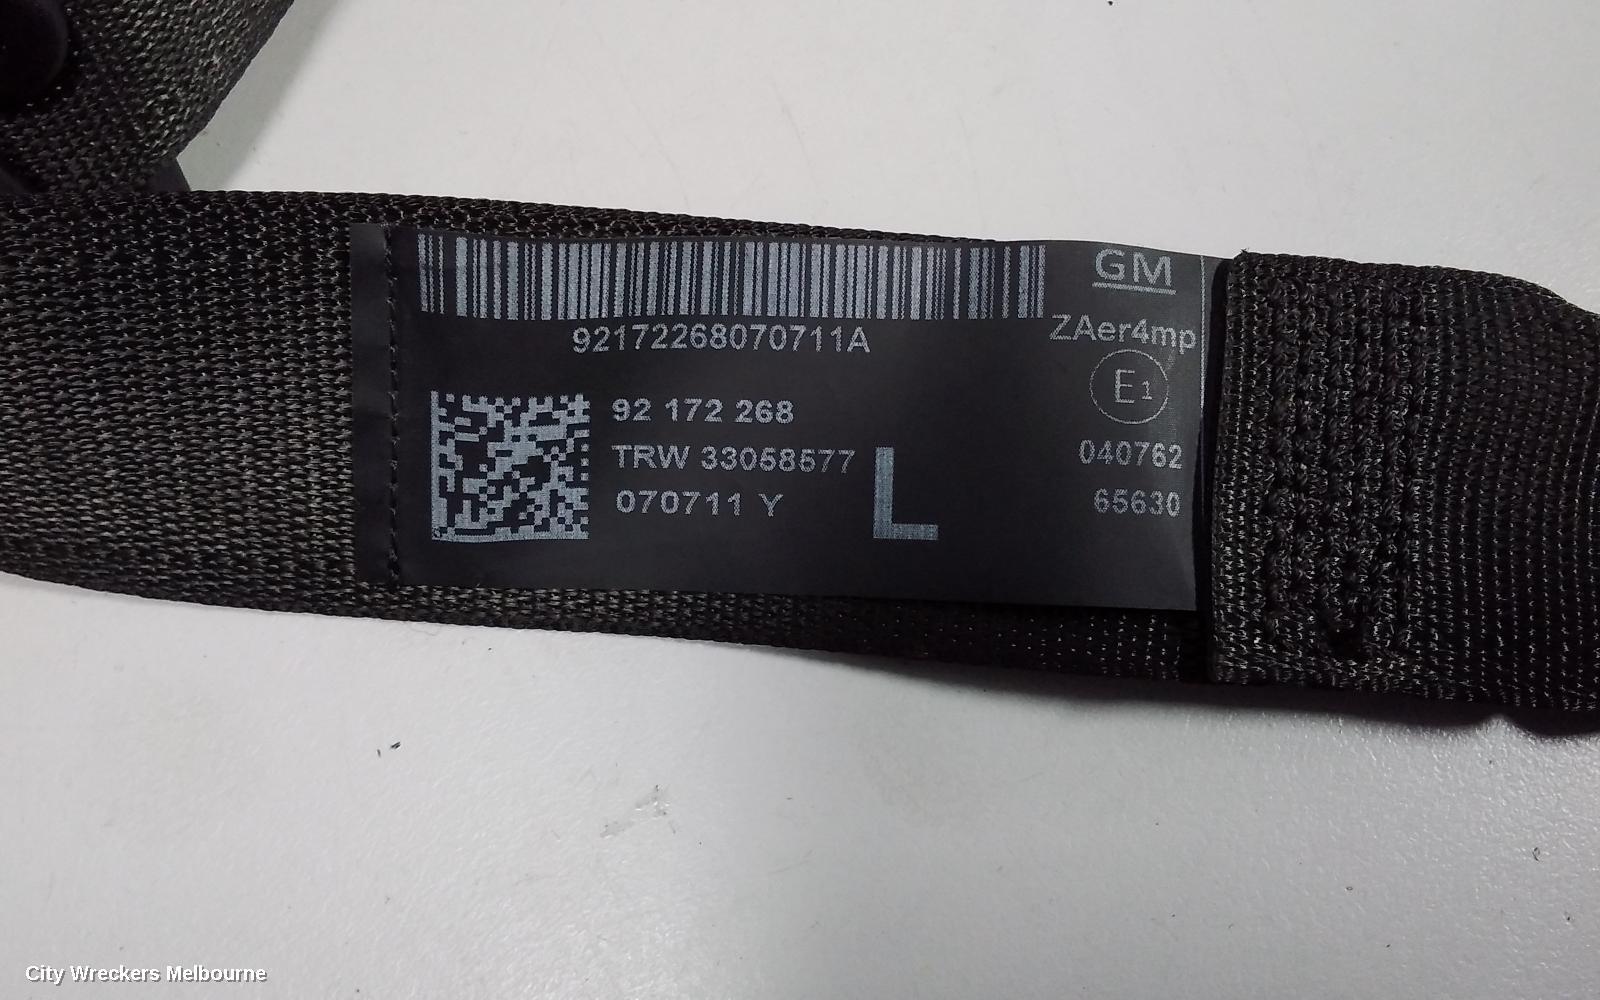 GM
92172268070711A
ZAer4mp
E1
92 172 268
TRW 33058577
070711 Y
L
040762
65630
City Wreckers Melbourne